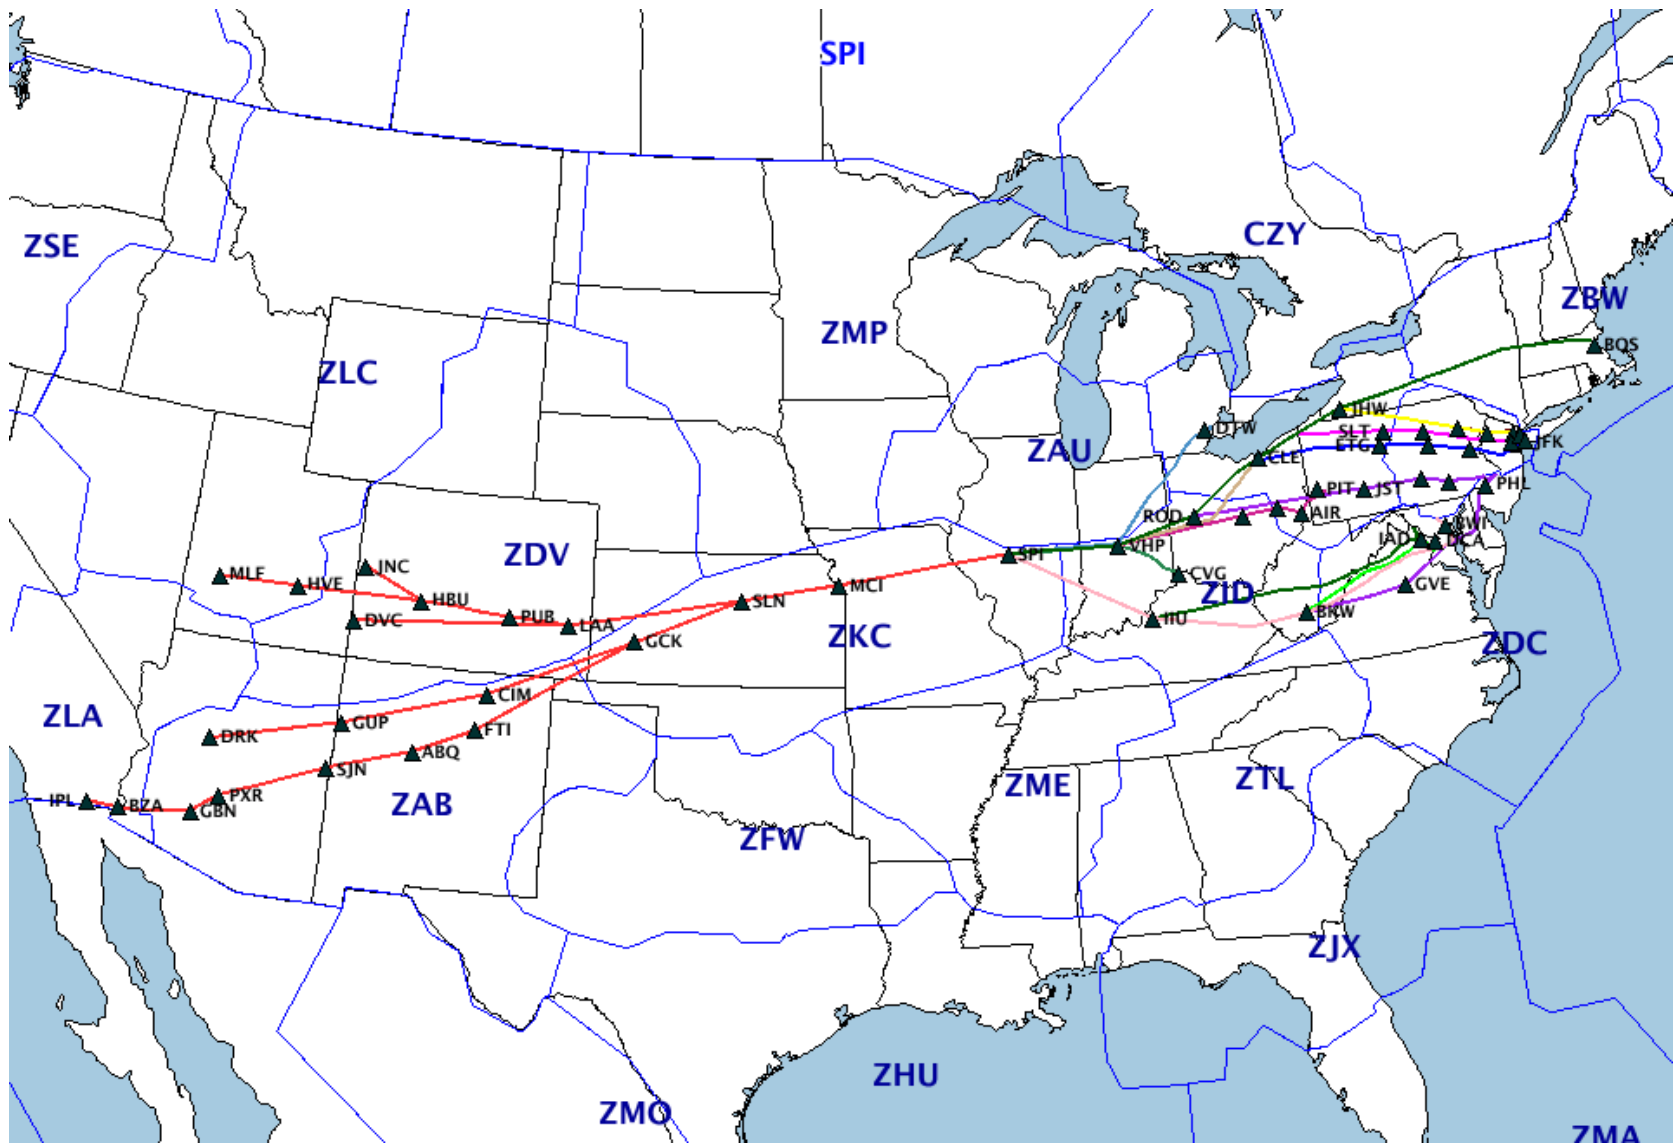 SPI
CZY
ZSE
ZBW
ZMP
BOS
ZLC
JHW
DTW
SLT
ETG
JFK
ZAU
CLE
PIT
JST
PHL
ROD
AIR
BWI
IAD
DCA
ZDV
SPI
VHP
JNC
MLF
HVE
HBU
MCI
CVG
ZID
GVE
SLN
PUB
DVC
LAA
IIU
BKW
GCK
ZKC
ZDC
CIM
ZLA
GUP
DRK
FTI
ABQ
SJN
ZME
ZTL
IPL
BZA
PXR
GBN
ZAB
ZFW
ZJX
ZHU
ZMO
ZMA